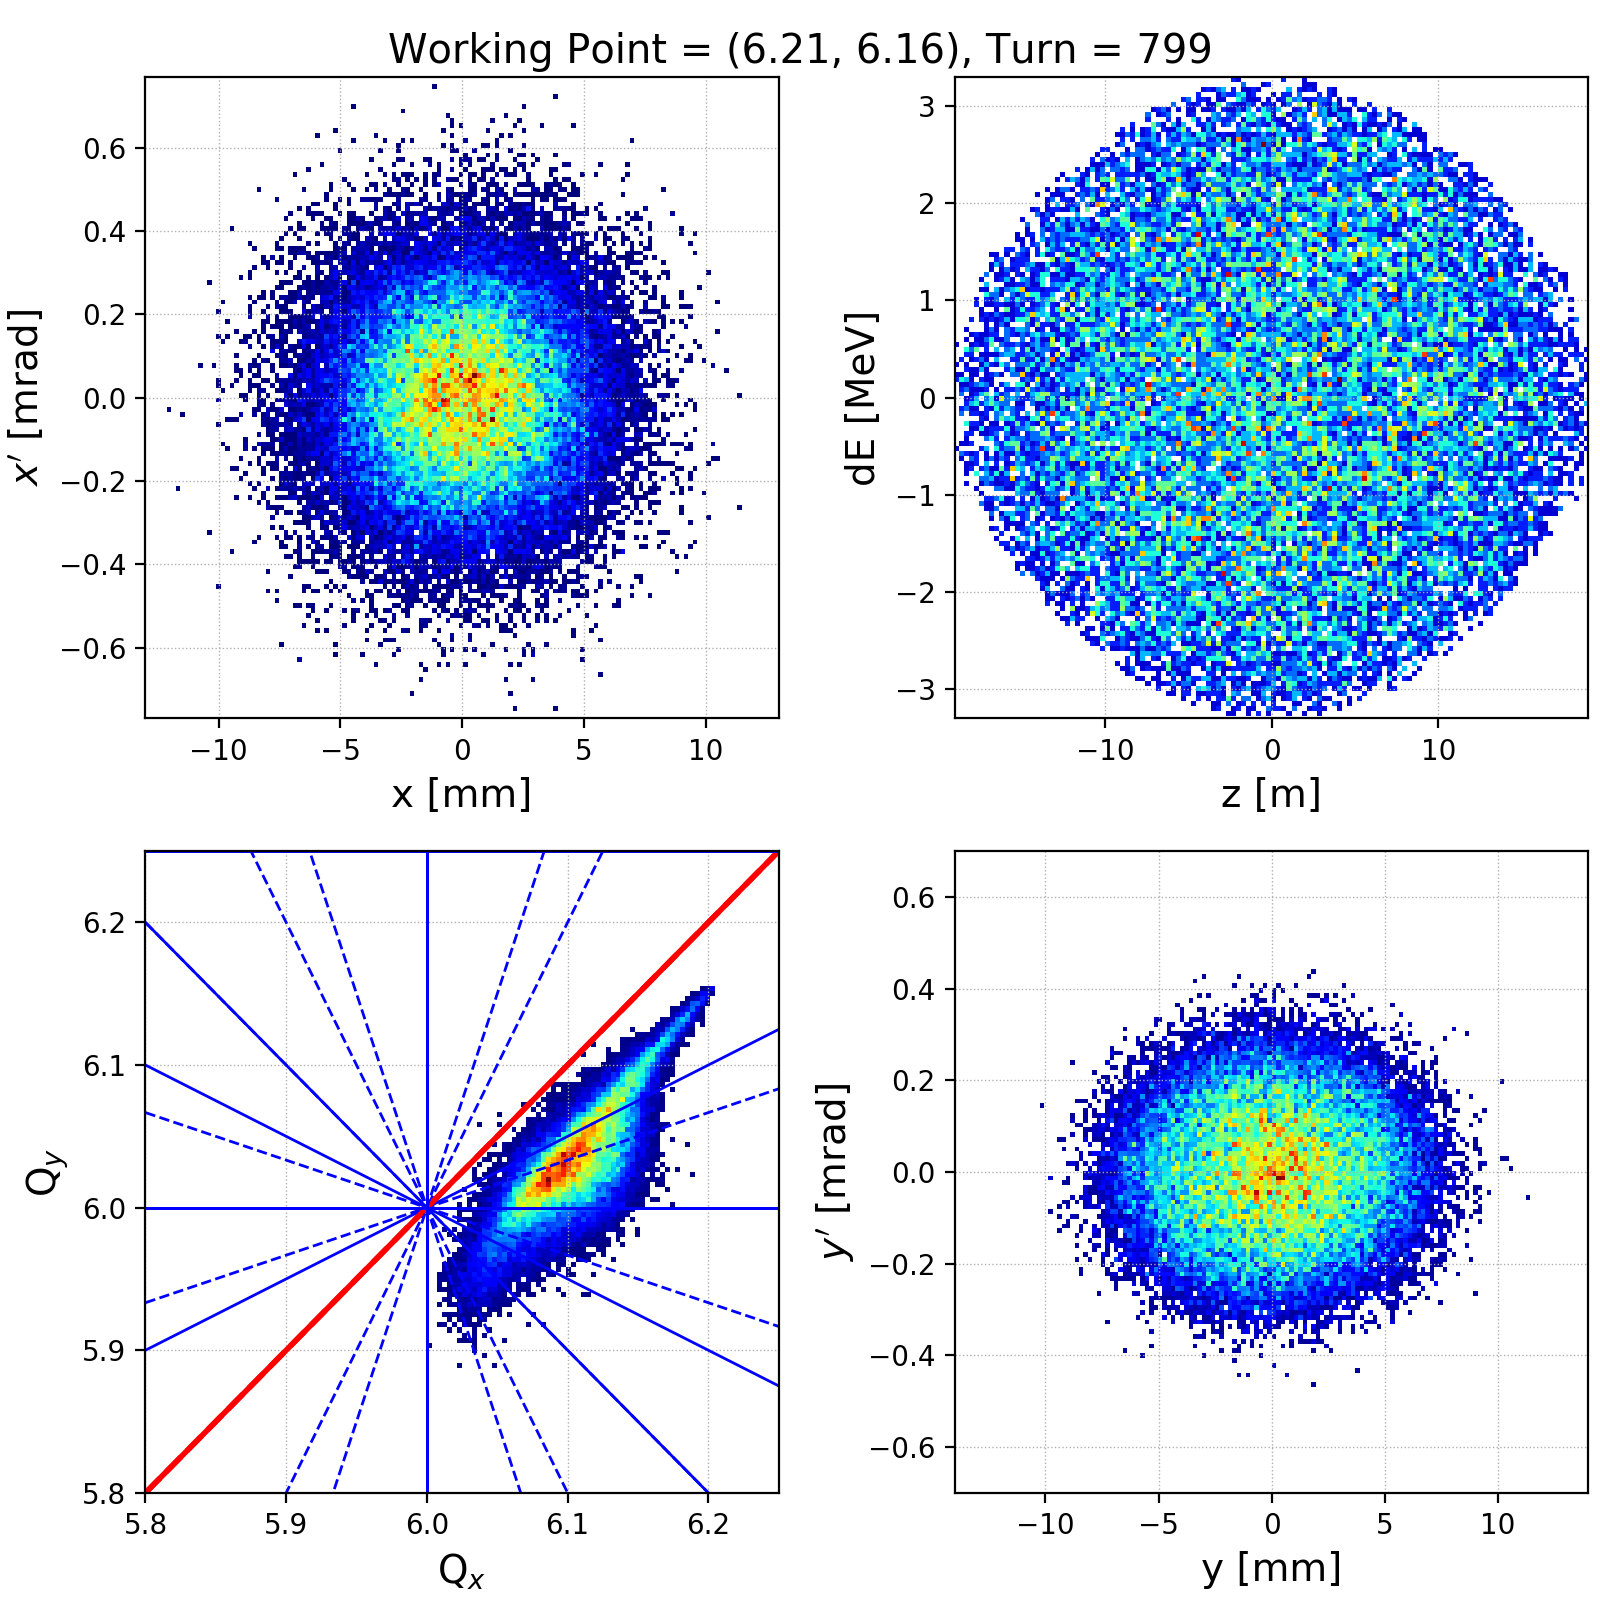 Working Point = (6.21, 6.16), Turn = 799
0.6
0.4
0.2
0.0
−0.2
−0.4
−0.6
x′ [mrad]
−10 −5 0 5 10
x [mm]
3
2
1
0
−1
−2
−3
dE [MeV]
−10 0 10
z [m]
6.2
6.1
6.0
5.9
5.8
Qy
5.8 5.9 6.0 6.1 6.2
Qx
0.6
0.4
0.2
0.0
−0.2
−0.4
−0.6
y′ [mrad]
−10 −5 0 5 10
y [mm]